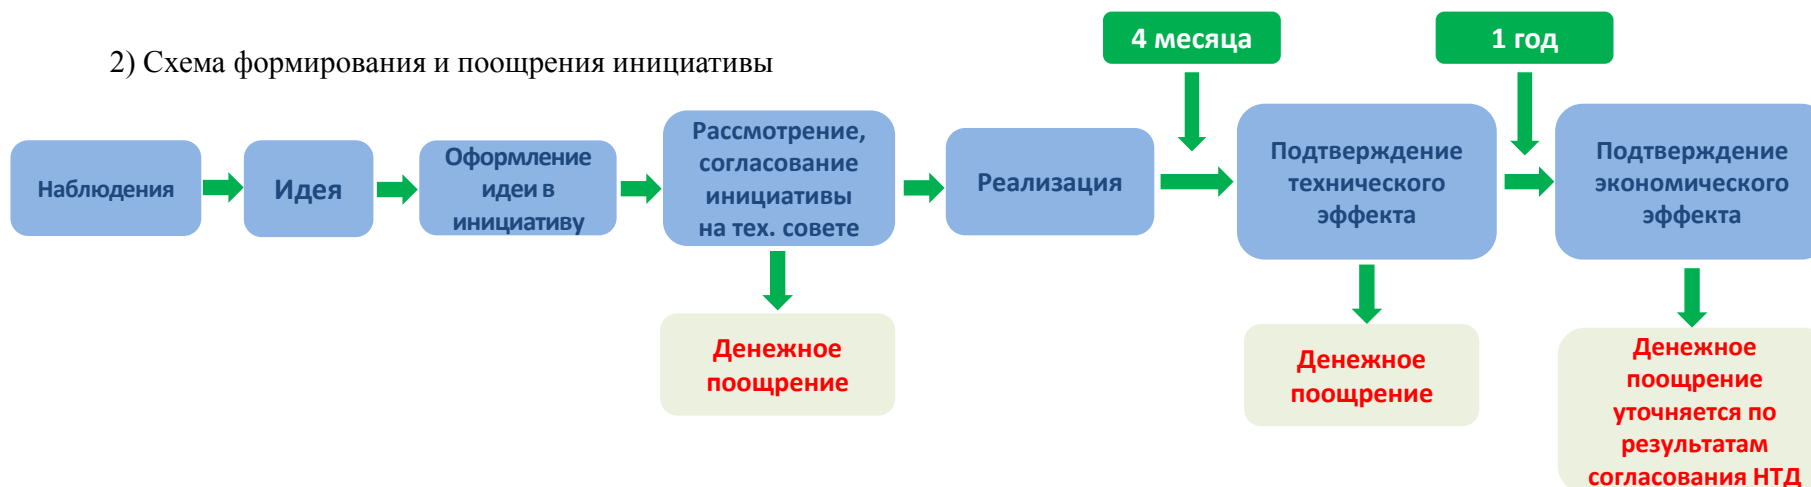 4 месяца
1 год
2) Схема формирования и поощрения инициативы
Наблюдения
Идея
Оформление
идеи в
инициативу
Рассмотрение,
согласование
инициативы
на тех. совете
Реализация
Подтверждение
технического
эффекта
Подтверждение
экономического
эффекта
Денежное
поощрение
Денежное
поощрение
Денежное
поощрение
уточняется по
результатам
согласования НТД